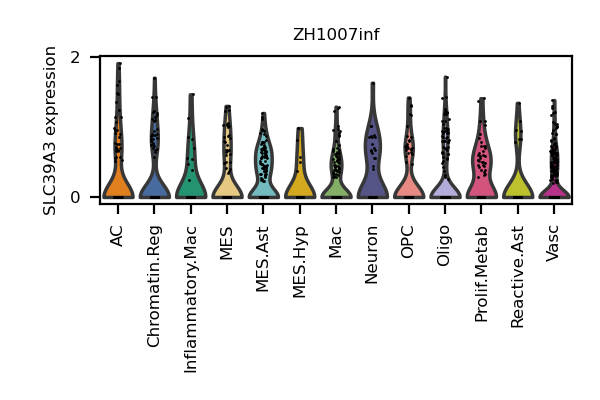 ZH1007inf
SLC39A3 expression
2
0
AC
Chromatin.Reg
Inflammatory.Mac
MES
MES.Ast
MES.Hyp
Mac
Neuron
OPC
Oligo
Prolif.Metab
Reactive.Ast
Vasc